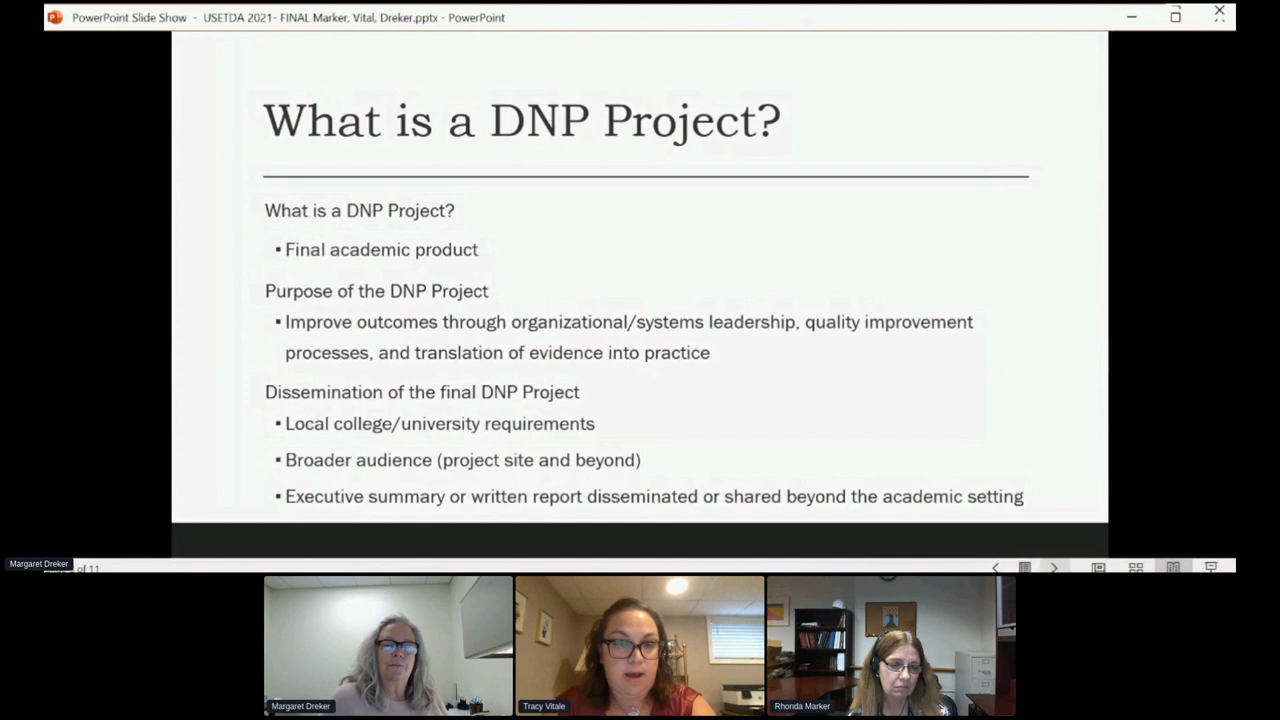 PowerPoint Slide Show - USETDA 2021- FINAL Marker, Vital, Dreker.pptx - PowerPoint
What is a DNP Project?
What is a DNP Project?
▪ Final academic product
Purpose of the DNP Project
▪ Improve outcomes through organizational/systems leadership, quality improvement
processes, and translation of evidence into practice
Dissemination of the final DNP Project
▪ Local college/university requirements
▪ Broader audience (project site and beyond)
▪ Executive summary or written report disseminated or shared beyond the academic setting
Margaret Dreker
of 11
Margaret Dreker
Tracy Vitale
Rhonda Marker